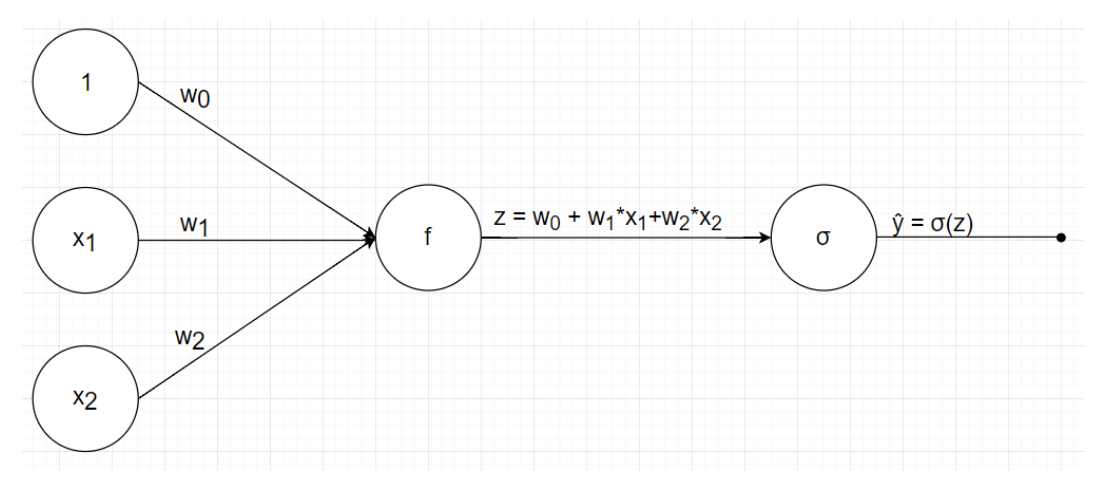 1
w₀
x₁
w₁
f
z = w₀ + w₁*x₁+w₂*x₂
σ
ŷ = σ(z)
w₂
x₂